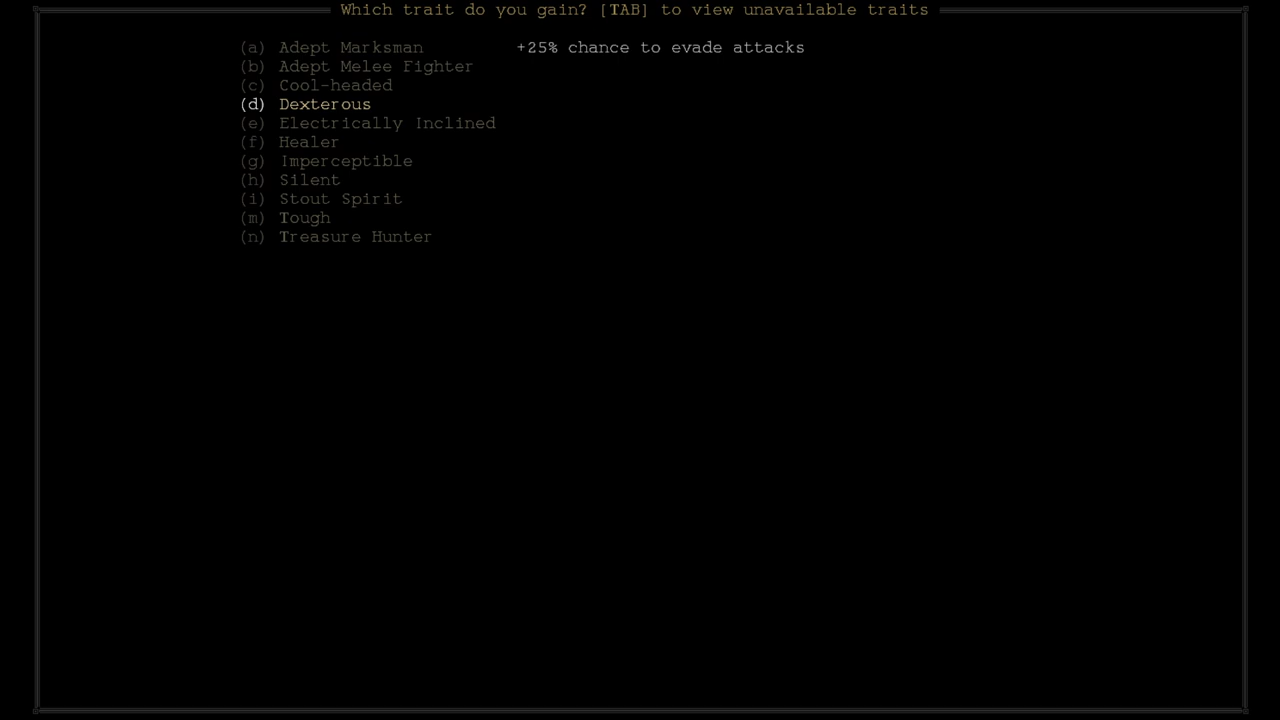 Which trait do you gain? [TAB] to view unavailable traits
(a) Adept Marksman +25% chance to evade attacks
(b) Adept Melee Fighter
(c) Cool-headed
(d) Dexterous
(e) Electrically Inclined
(f) Healer
(g) Imperceptible
(h) Silent
(i) Stout Spirit
(m) Tough
(n) Treasure Hunter